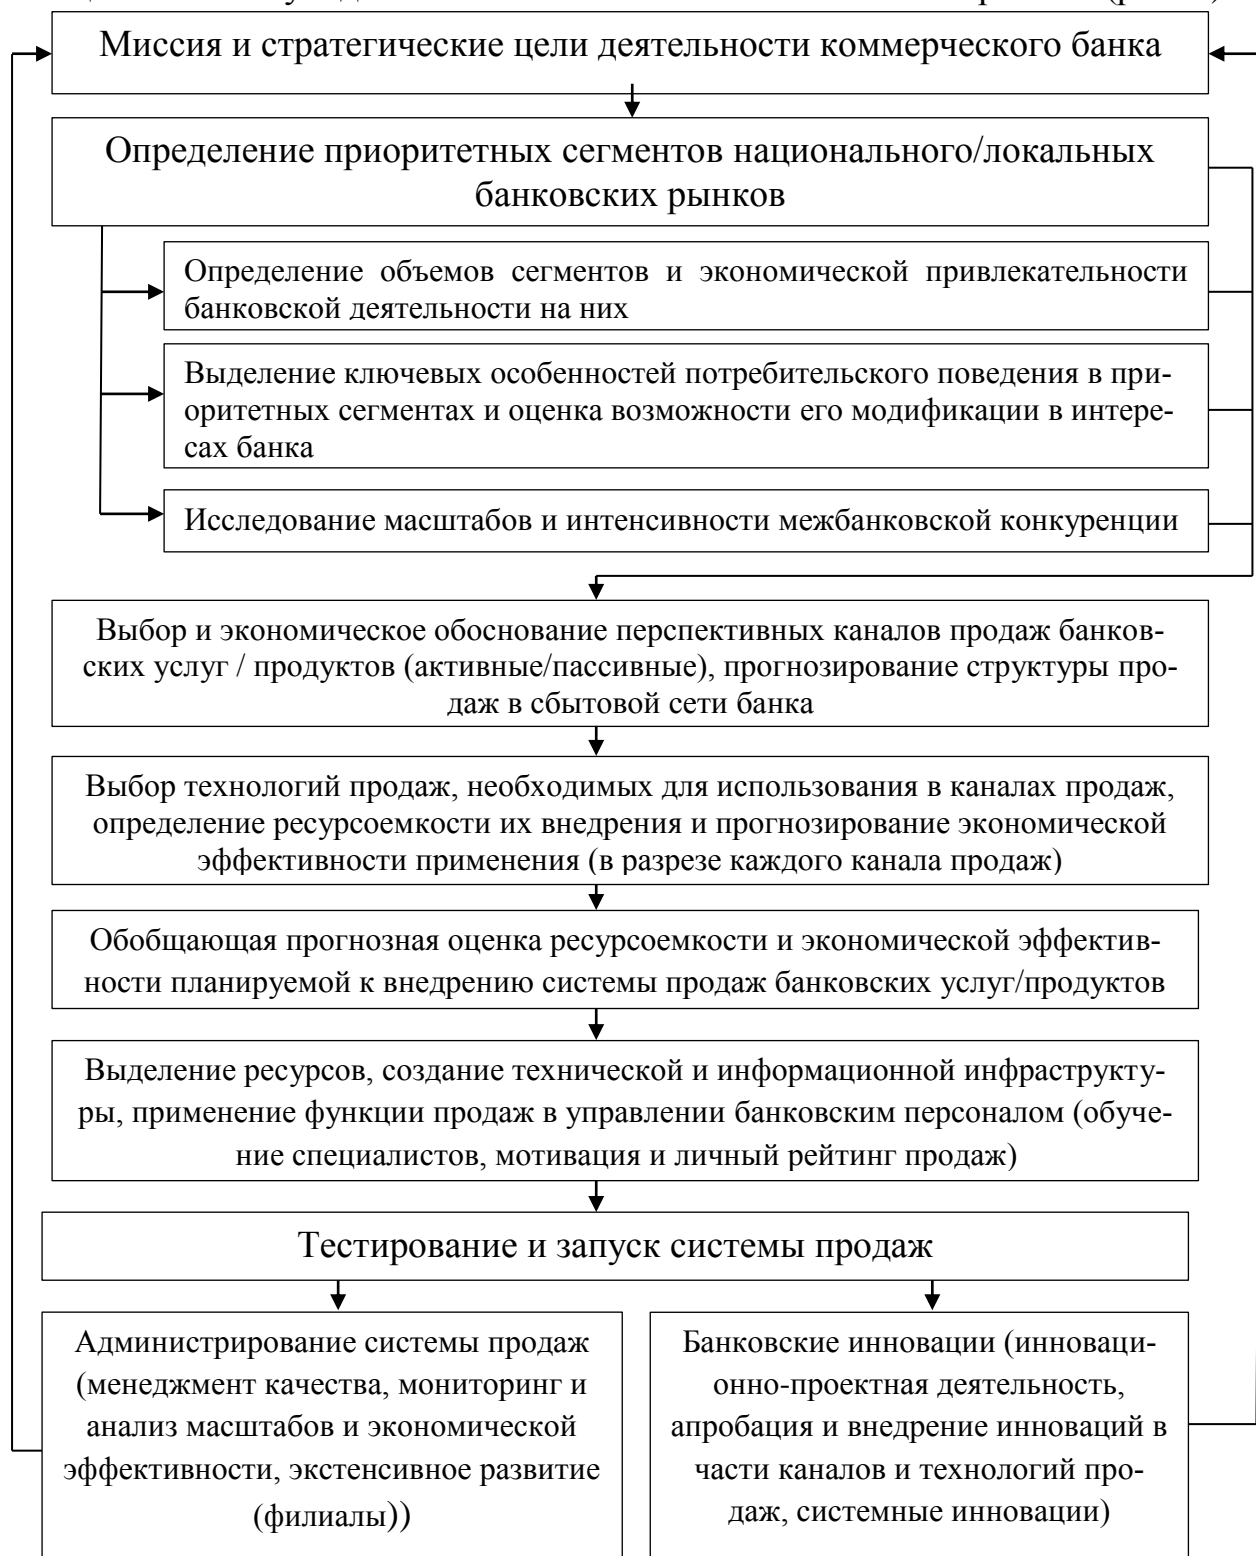 Миссия и стратегические цели деятельности коммерческого банка
Определение приоритетных сегментов национального/локальных
банковских рынков
Определение объемов сегментов и экономической привлекательности
банковской деятельности на них
Выделение ключевых особенностей потребительского поведения в при-
оритетных сегментах и оценка возможности его модификации в интере-
сах банка
Исследование масштабов и интенсивности межбанковской конкуренции
Выбор и экономическое обоснование перспективных каналов продаж банков-
ских услуг / продуктов (активные/пассивные), прогнозирование структуры про-
даж в сбытовой сети банка
Выбор технологий продаж, необходимых для использования в каналах продаж,
определение ресурсоемкости их внедрения и прогнозирование экономической
эффективности применения (в разрезе каждого канала продаж)
Обобщающая прогнозная оценка ресурсоемкости и экономической эффектив-
ности планируемой к внедрению системы продаж банковских услуг/продуктов
Выделение ресурсов, создание технической и информационной инфраструкту-
ры, применение функции продаж в управлении банковским персоналом (обуче-
ние специалистов, мотивация и личный рейтинг продаж)
Тестирование и запуск системы продаж
Администрирование системы продаж
(менеджмент качества, мониторинг и
анализ масштабов и экономической
эффективности, экстенсивное развитие
(филиалы))
Банковские инновации (инноваци-
онно-проектная деятельность,
апробация и внедрение инноваций в
части каналов и технологий про-
даж, системные инновации)